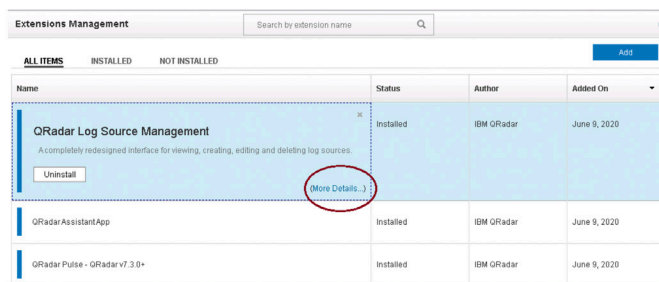 Extensions Management
Search by extension name
Add
ALL ITEMS INSTALLED NOT INSTALLED
Name Status Author Added On
QRadar Log Source Management Installed IBM QRadar June 9, 2020
A completely redesigned interface for viewing, creating, editing and deleting log sources.
Uninstall
(More Details...)
QRadar Assistant App Installed IBM QRadar June 9, 2020
QRadar Pulse - QRadar v7.3.0+ Installed IBM QRadar June 9, 2020